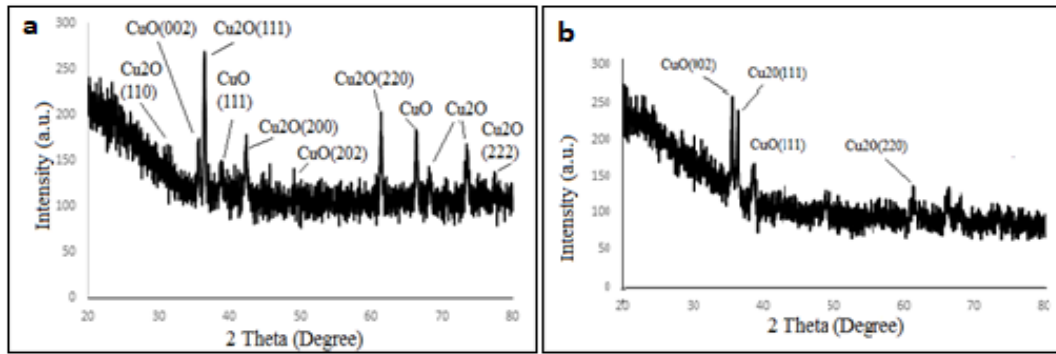 a
300
250
200
150
100
50
0
Intensity (a.u.)
CuO(002)
Cu2O(111)
Cu2O
(110)
CuO
(111)
Cu2O(200)
CuO(202)
Cu2O(220)
CuO
Cu2O
Cu2O
(222)
20 30 40 50 60 70 80
2 Theta (Degree)
b
300
250
200
150
100
50
0
Intensity (a.u.)
CuO(002)
Cu20(111)
CuO(111)
Cu20(220)
20 30 40 50 60 70 80
2 Theta (Degree)